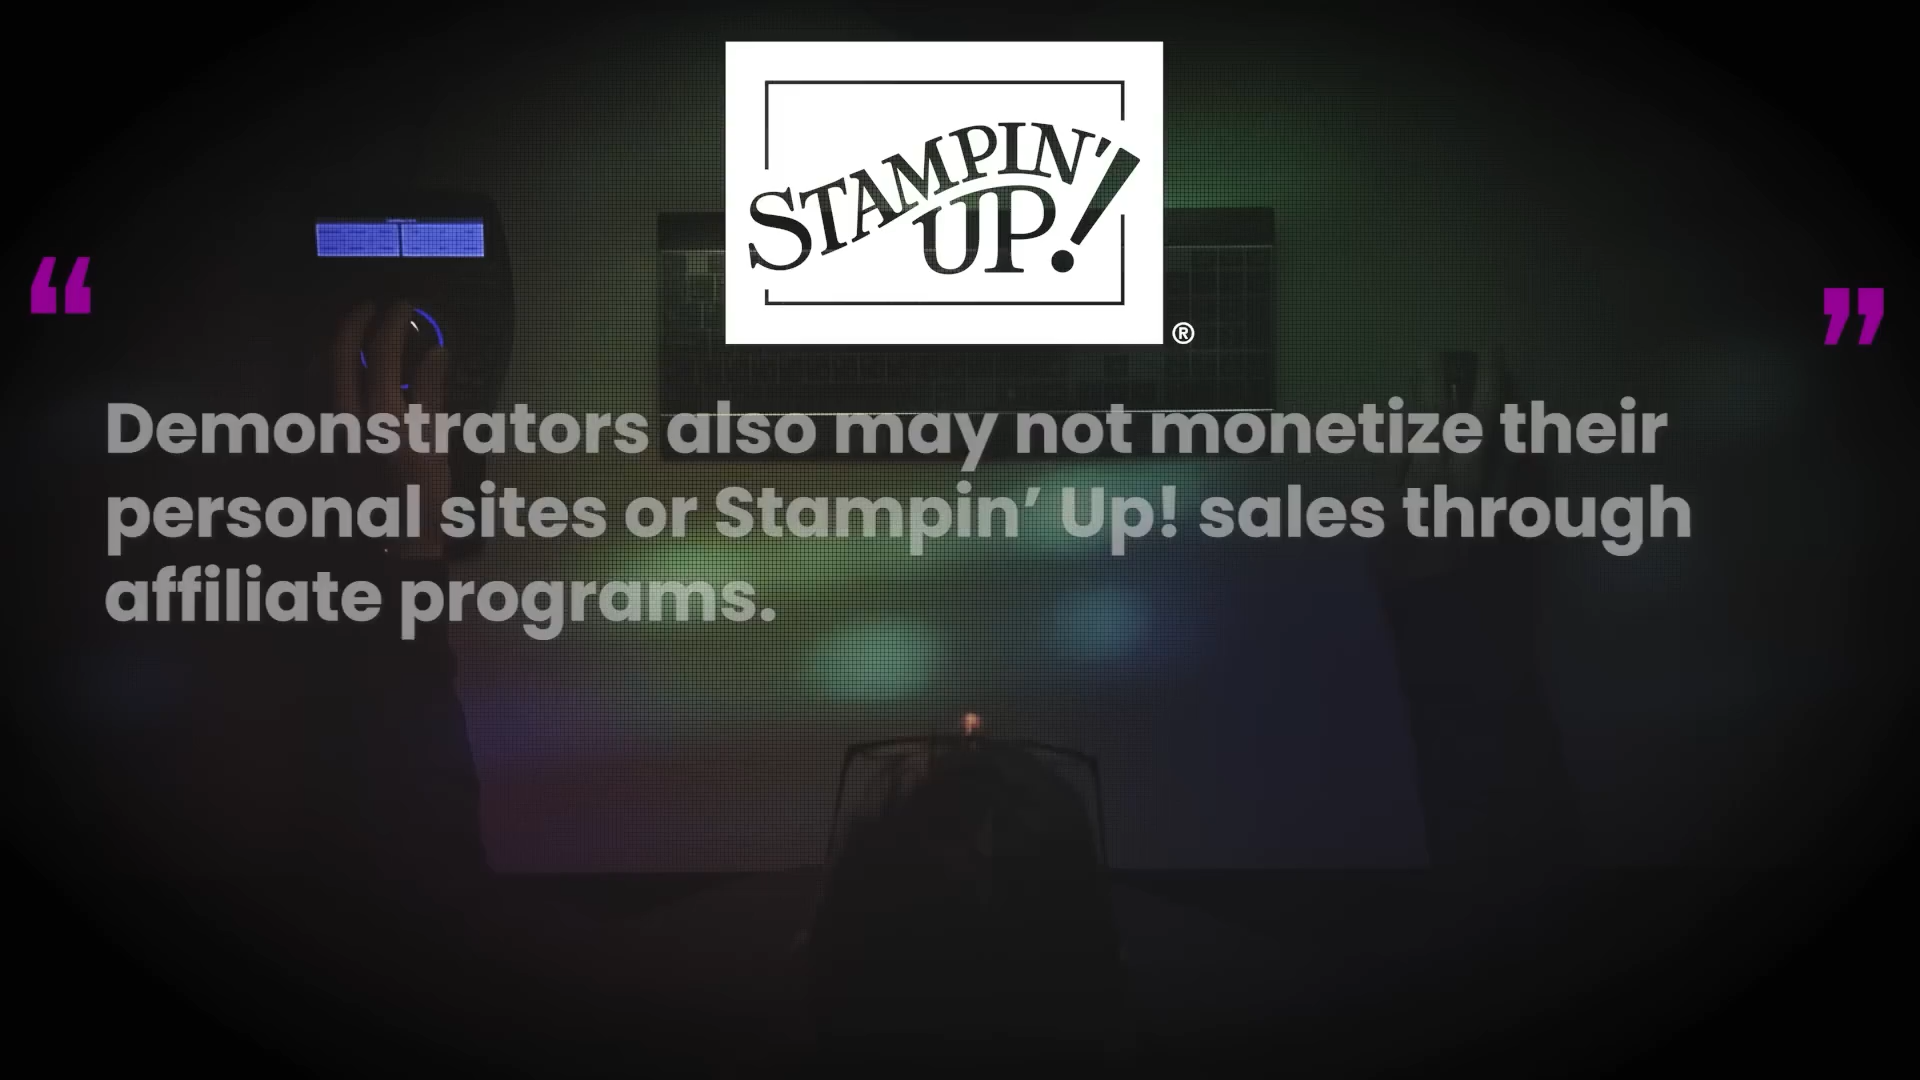 STAMPIN'
UP!
®
“
”
Demonstrators also may not monetize their
personal sites or Stampin’ Up! sales through
affiliate programs.